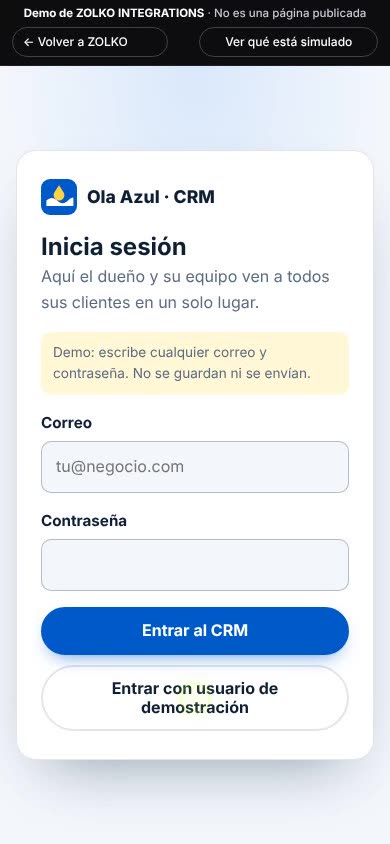 Demo de ZOLKO INTEGRATIONS · No es una página publicada
← Volver a ZOLKO
Ver qué está simulado
Ola Azul · CRM
Inicia sesión
Aquí el dueño y su equipo ven a todos
sus clientes en un solo lugar.
Demo: escribe cualquier correo y
contraseña. No se guardan ni se envían.
Correo
tu@negocio.com
Contraseña
Entrar al CRM
Entrar con usuario de
demostración